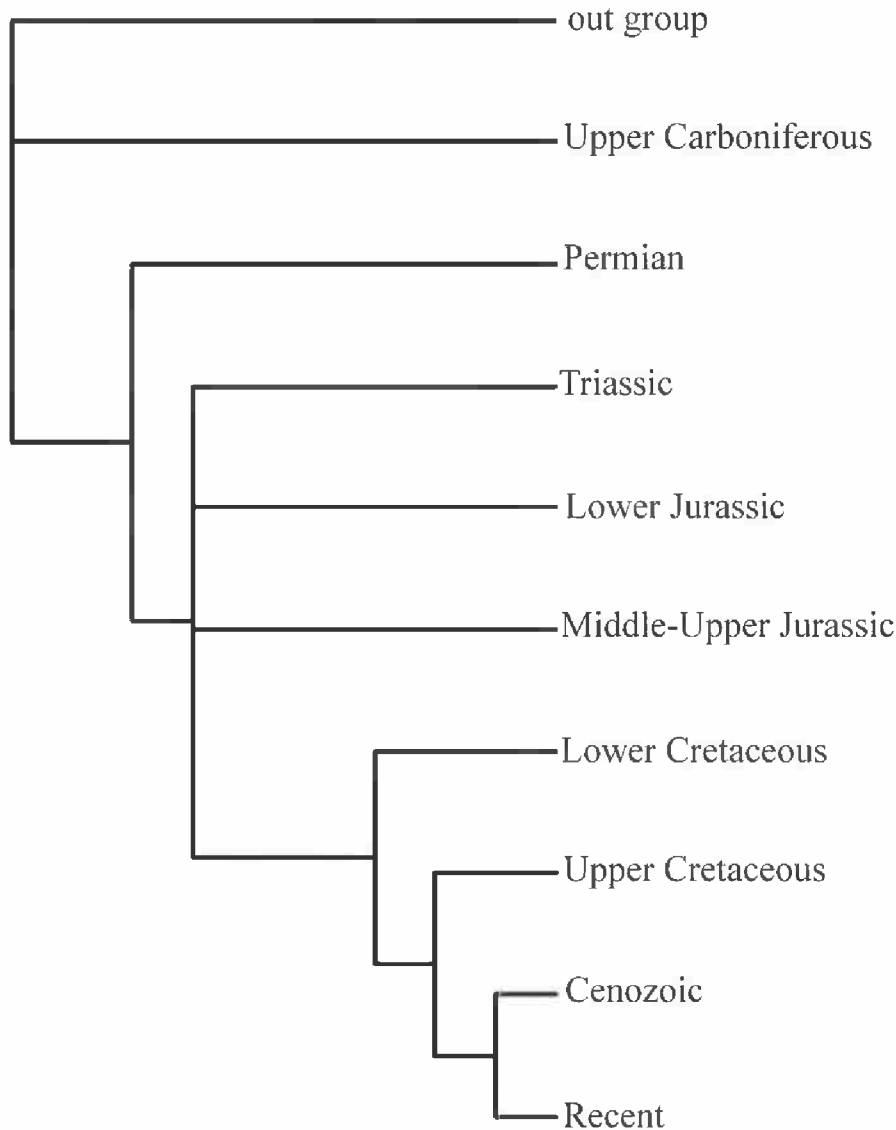 out group
Upper Carboniferous
Permian
Triassic
Lower Jurassic
Middle-Upper Jurassic
Lower Cretaceous
Upper Cretaceous
Cenozoic
Recent